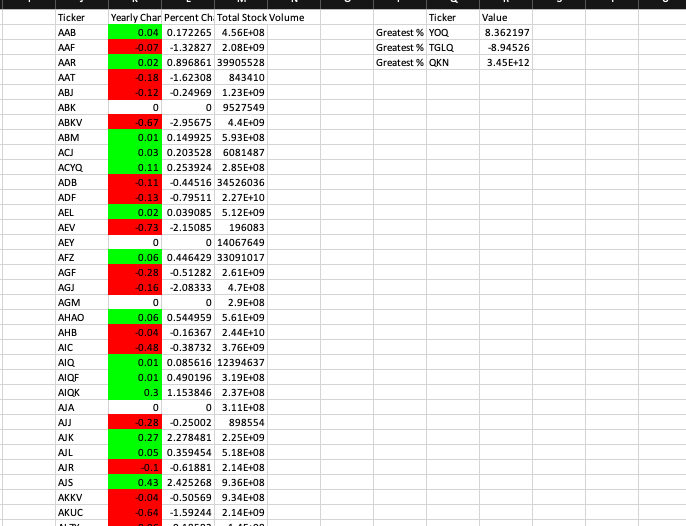 Ticker Yearly Char Percent Ch Total Stock Volume Ticker Value
AAB 0.04 0.172265 4.56E+08 Greatest % YOQ 8.362197
AAF -0.07 -1.32827 2.08E+09 Greatest % TGLQ -8.94526
AAR 0.02 0.896861 39905528 Greatest % QKN 3.45E+12
AAT -0.18 -1.62308 843410
ABJ -0.12 -0.24969 1.23E+09
ABK 0 0 9527549
ABKV -0.67 -2.95675 4.4E+09
ABM 0.01 0.149925 5.93E+08
ACJ 0.03 0.203528 6081487
ACYQ 0.11 0.253924 2.85E+08
ADB -0.11 -0.44516 34526036
ADF -0.13 -0.79511 2.27E+10
AEL 0.02 0.039085 5.12E+09
AEV -0.73 -2.15085 196083
AEY 0 0 14067649
AFZ 0.06 0.446429 33091017
AGF -0.28 -0.51282 2.61E+09
AGJ -0.16 -2.08333 4.7E+08
AGM 0 0 2.9E+08
AHAO 0.06 0.544959 5.61E+09
AHB -0.04 -0.16367 2.44E+10
AIC -0.48 -0.38732 3.76E+09
AIQ 0.01 0.085616 12394637
AIQF 0.01 0.490196 3.19E+08
AIQK 0.3 1.153846 2.37E+08
AJA 0 0 3.11E+08
AJJ -0.28 -0.25002 898554
AJK 0.27 2.278481 2.25E+09
AJL 0.05 0.359454 5.18E+08
AJR -0.1 -0.61881 2.14E+08
AJS 0.43 2.425268 9.36E+08
AKKV -0.04 -0.50569 9.34E+08
AKUC -0.64 -1.59244 2.14E+09